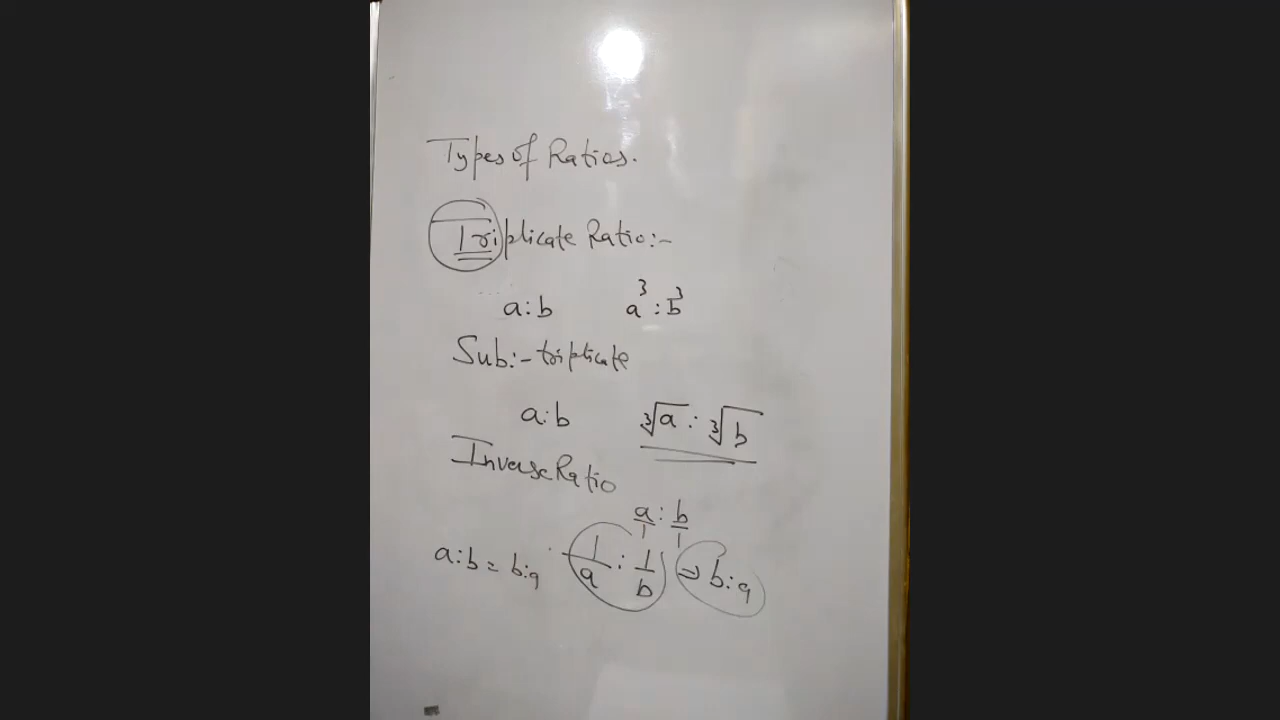 Types of Ratios.
Triplicate Ratio:-
a:b a³:b³
Sub:- triplicate
a:b ∛a : ∛b
Inverse Ratio
a/1 : b/1
a:b = b:a 1/a : 1/b ⇒ b:a